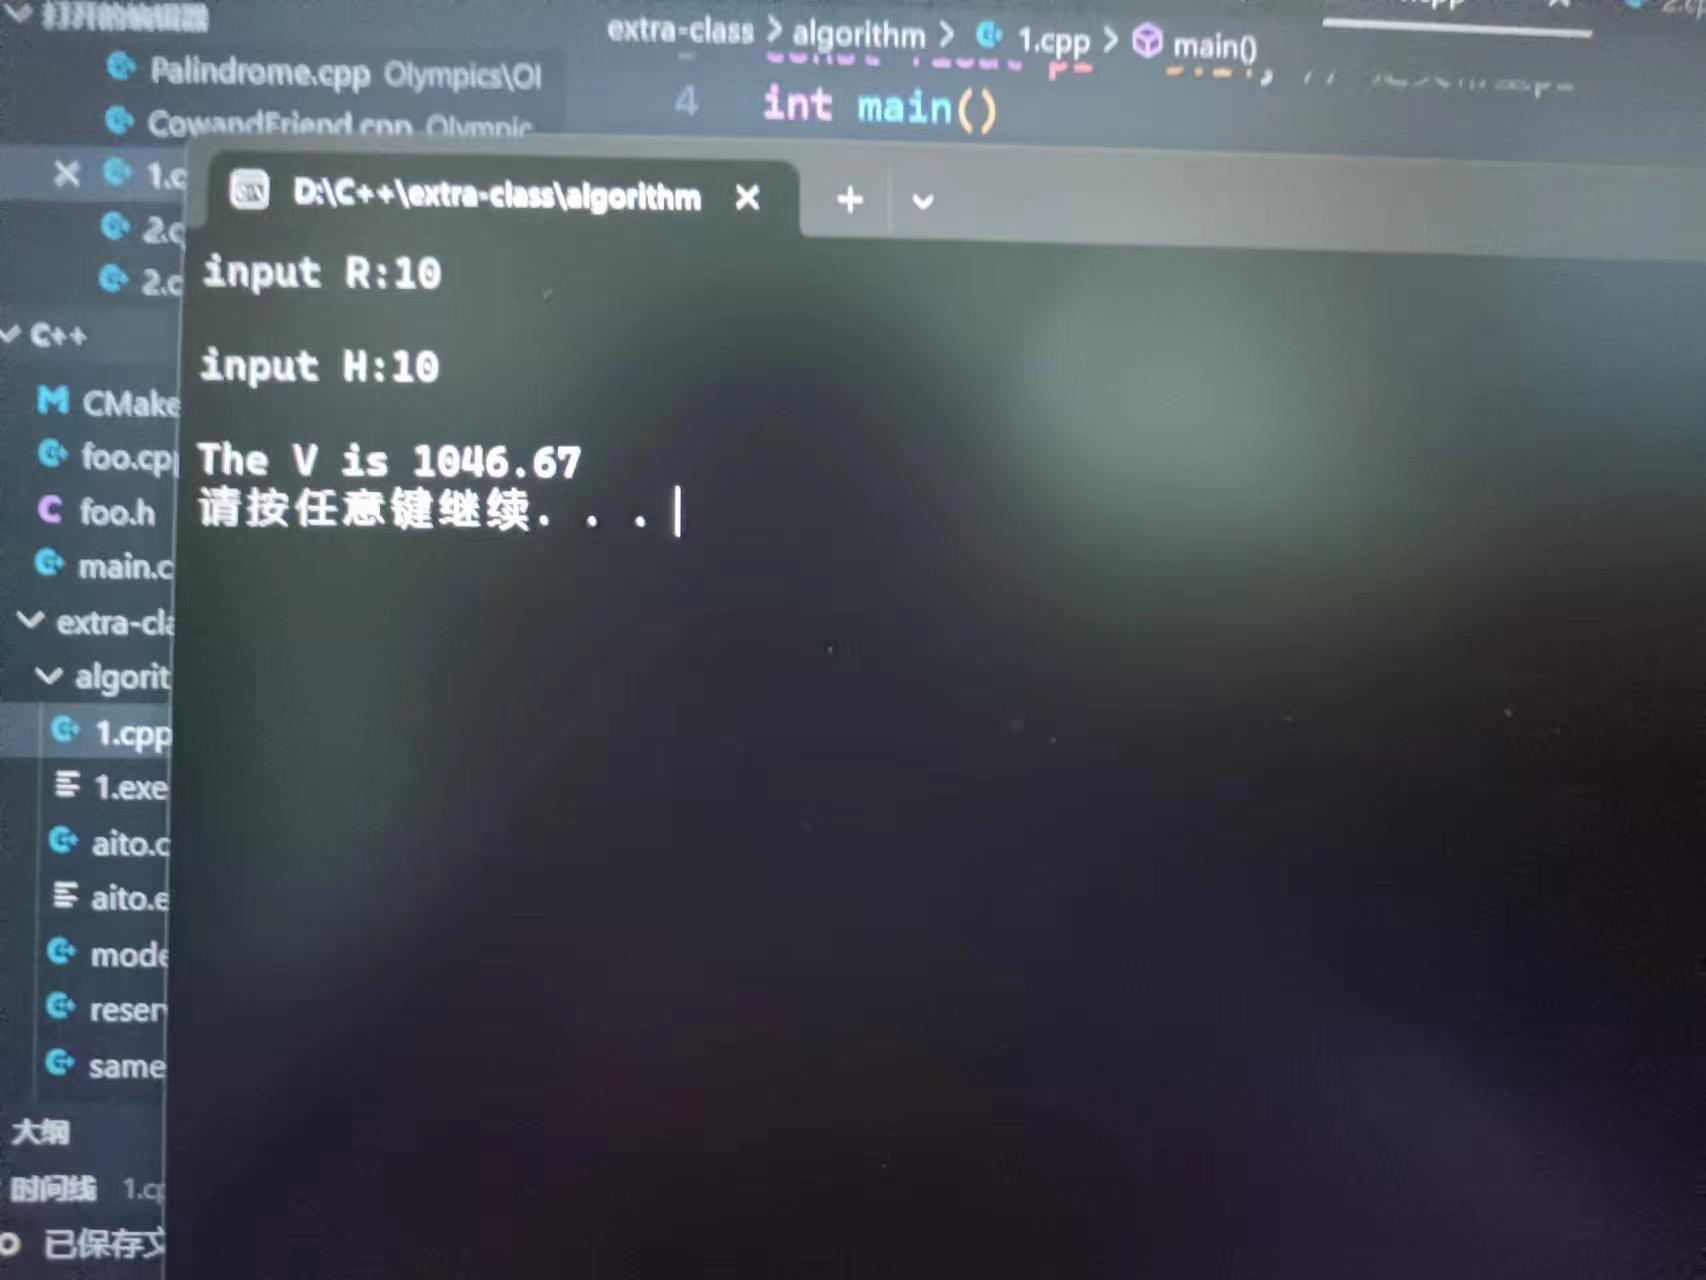 打开的编辑器
Palindrome.cpp Olympics\OI
CowandFriend.cpp Olympic
1.c
2.c
2.c
C++
CMake
foo.cpp
foo.h
main.c
extra-cla
algorit
1.cpp
1.exe
aito.c
aito.e
mode
reser
same
大纲
时间线 1.cp
已保存文
extra-class > algorithm > 1.cpp > main()
4 int main()
D:\C++\extra-class\algorithm
input R:10
input H:10
The V is 1046.67
请按任意键继续. . .